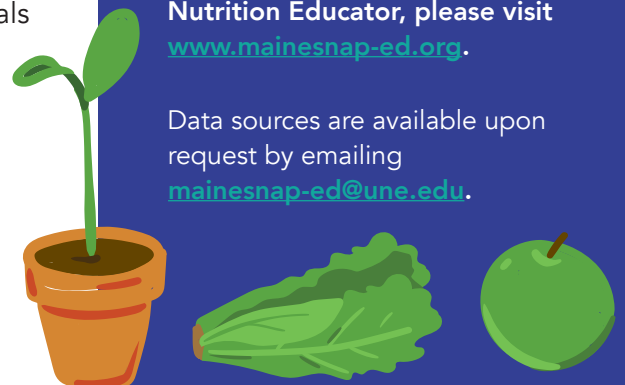 als
Nutrition Educator, please visit
www.mainesnap-ed.org.
Data sources are available upon
request by emailing
mainesnap-ed@une.edu.